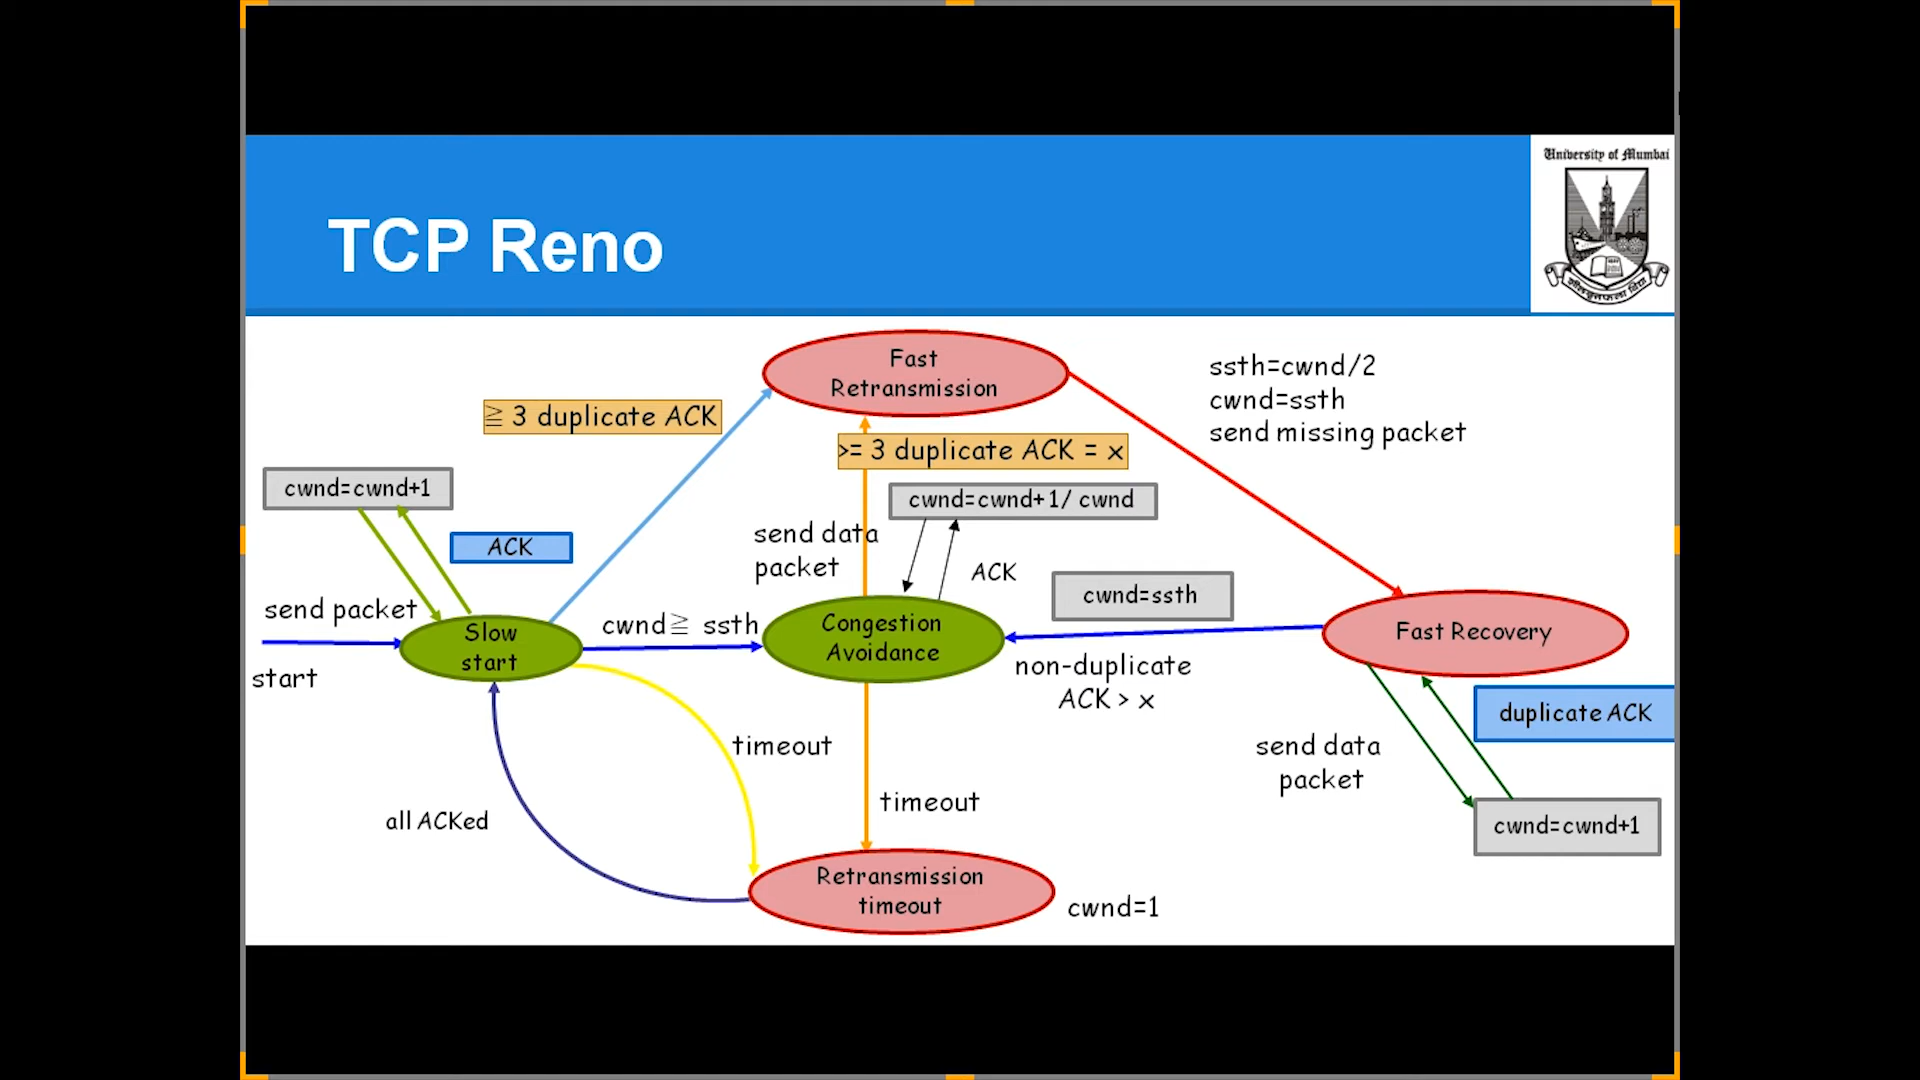 University of Mumbai
TCP Reno
Fast
Retransmission
ssth=cwnd/2
cwnd=ssth
send missing packet
≧ 3 duplicate ACK
>= 3 duplicate ACK = x
cwnd=cwnd+1
cwnd=cwnd+1/ cwnd
ACK
send data
packet
ACK
cwnd=ssth
send packet
start
Slow
start
cwnd≧ ssth
Congestion
Avoidance
non-duplicate
ACK > x
Fast Recovery
duplicate ACK
send data
packet
cwnd=cwnd+1
timeout
timeout
all ACKed
Retransmission
timeout
cwnd=1